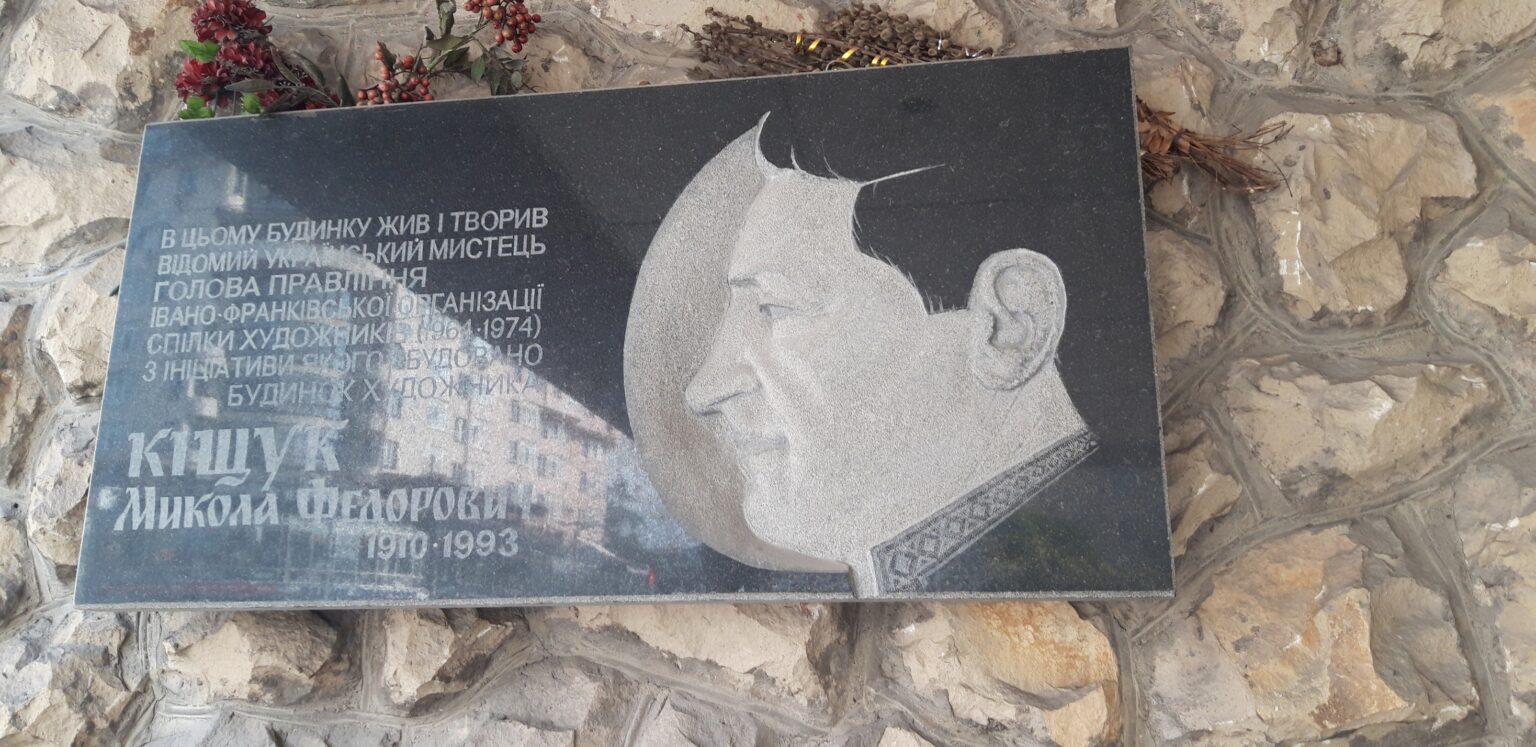 В ЦЬОМУ БУДИНКУ ЖИВ І ТВОРИВ
ВІДОМИЙ УКРАЇНСЬКИЙ МИСТЕЦЬ
ГОЛОВА ПРАВЛІННЯ
ІВАНО-ФРАНКІВСЬКОЇ ОРГАНІЗАЦІЇ
СПІЛКИ ХУДОЖНИКІВ (1964-1974)
З ІНІЦІАТИВИ ЯКОГО ЗБУДОВАНО
БУДИНОК ХУДОЖНИКА
КІЩУК
Микола Федорович
1910-1993